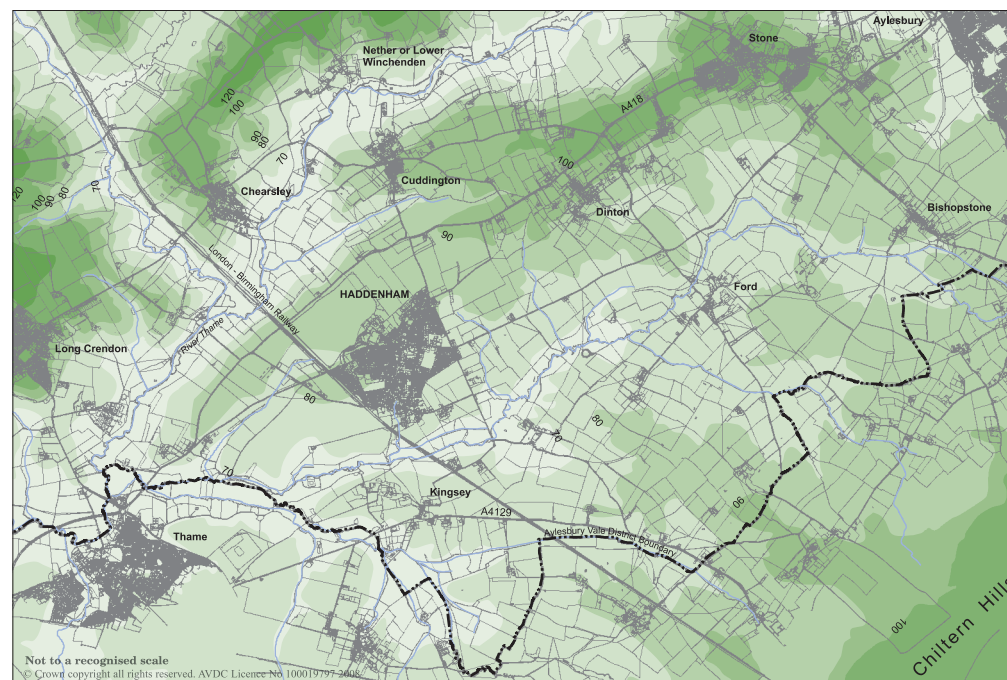 Aylesbury
Stone
Nether or Lower
Winchenden
120
100
90
80
70
A418
100
Cuddington
Chearsley
Dinton
Bishopstone
120
100
90
80
70
90
London - Birmingham Railway
HADDENHAM
Ford
River Thame
Long Crendon
80
80
70
70
Kingsey
A4129
90
Aylesbury Vale District Boundary
Thame
100
Chiltern Hills
Not to a recognised scale
© Crown copyright all rights reserved. AVDC Licence No 100019797 2008